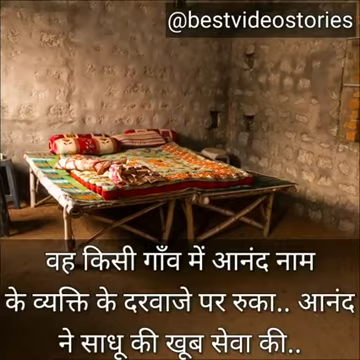 @bestvideostories
वह किसी गाँव में आनंद नाम
के व्यक्ति के दरवाजे पर रुका.. आनंद
ने साधू की खूब सेवा की..